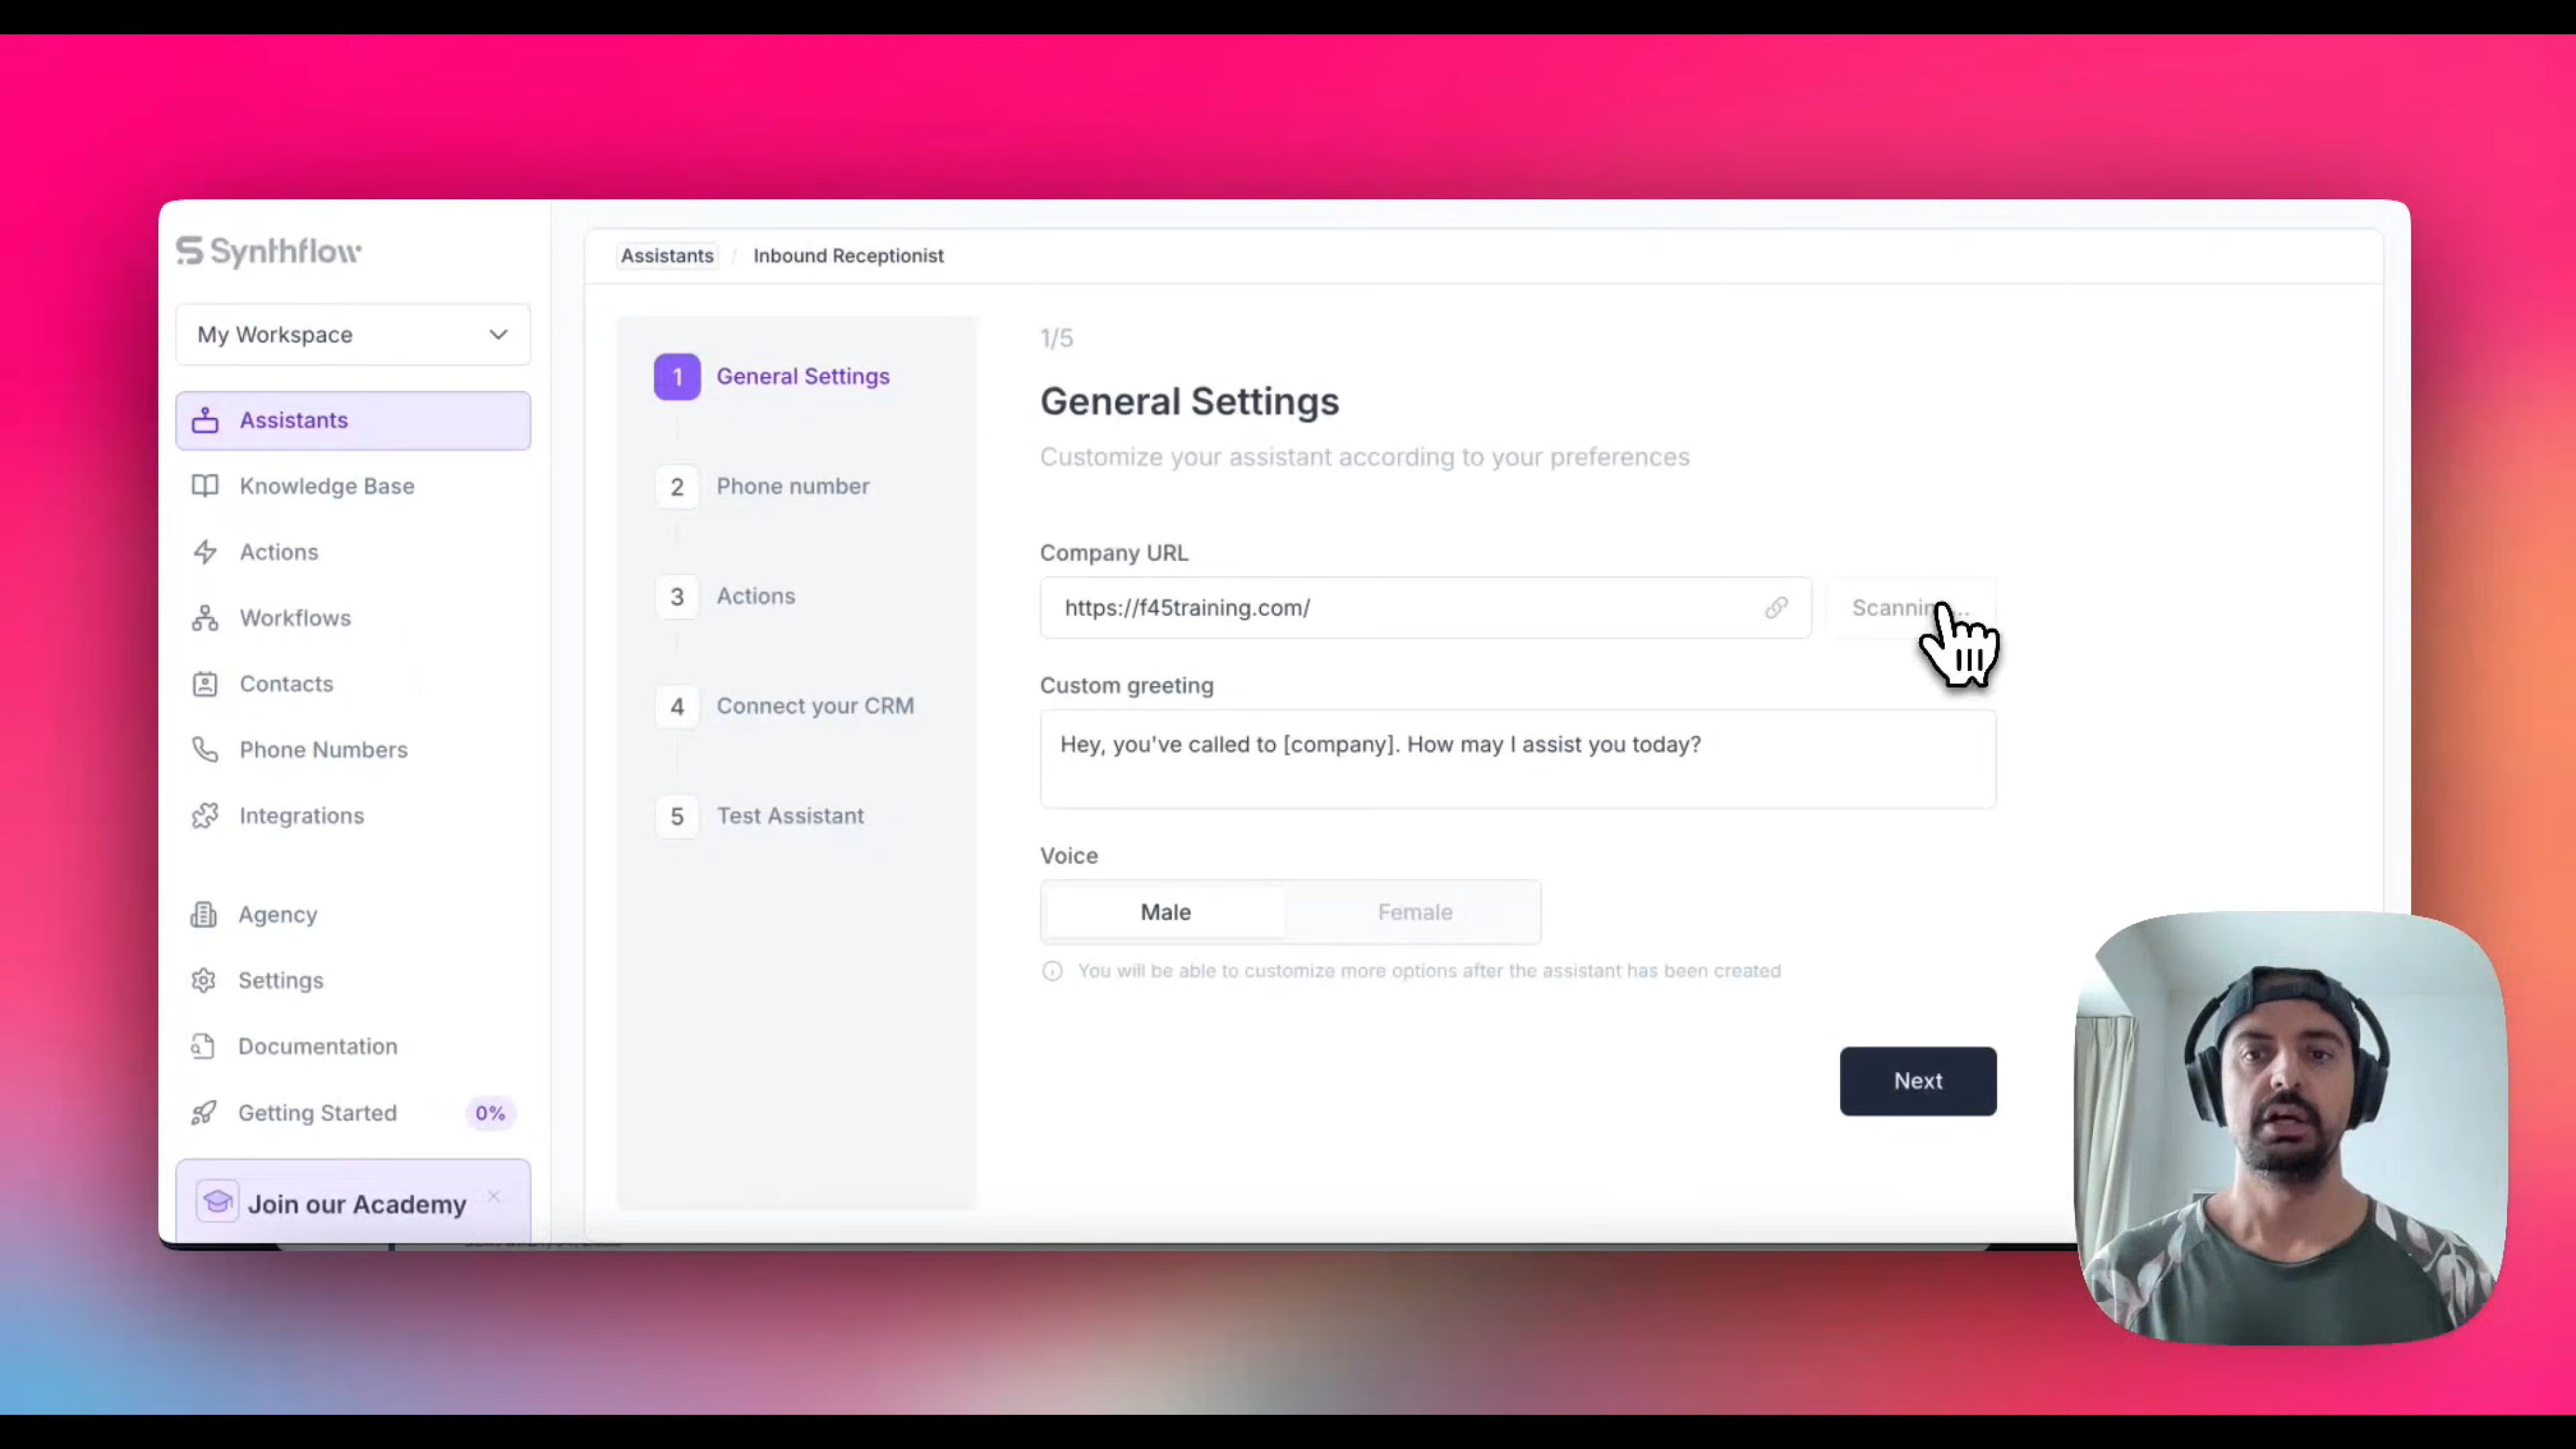 Synthflow
My Workspace
Assistants
Knowledge Base
Actions
Workflows
Contacts
Phone Numbers
Integrations
Agency
Settings
Documentation
Getting Started 0%
Join our Academy
Assistants / Inbound Receptionist
1 General Settings
2 Phone number
3 Actions
4 Connect your CRM
5 Test Assistant
1/5
General Settings
Customize your assistant according to your preferences
Company URL
https://f45training.com/
Custom greeting
Hey, you've called to [company]. How may I assist you today?
Voice
Male Female
You will be able to customize more options after the assistant has been created
Next